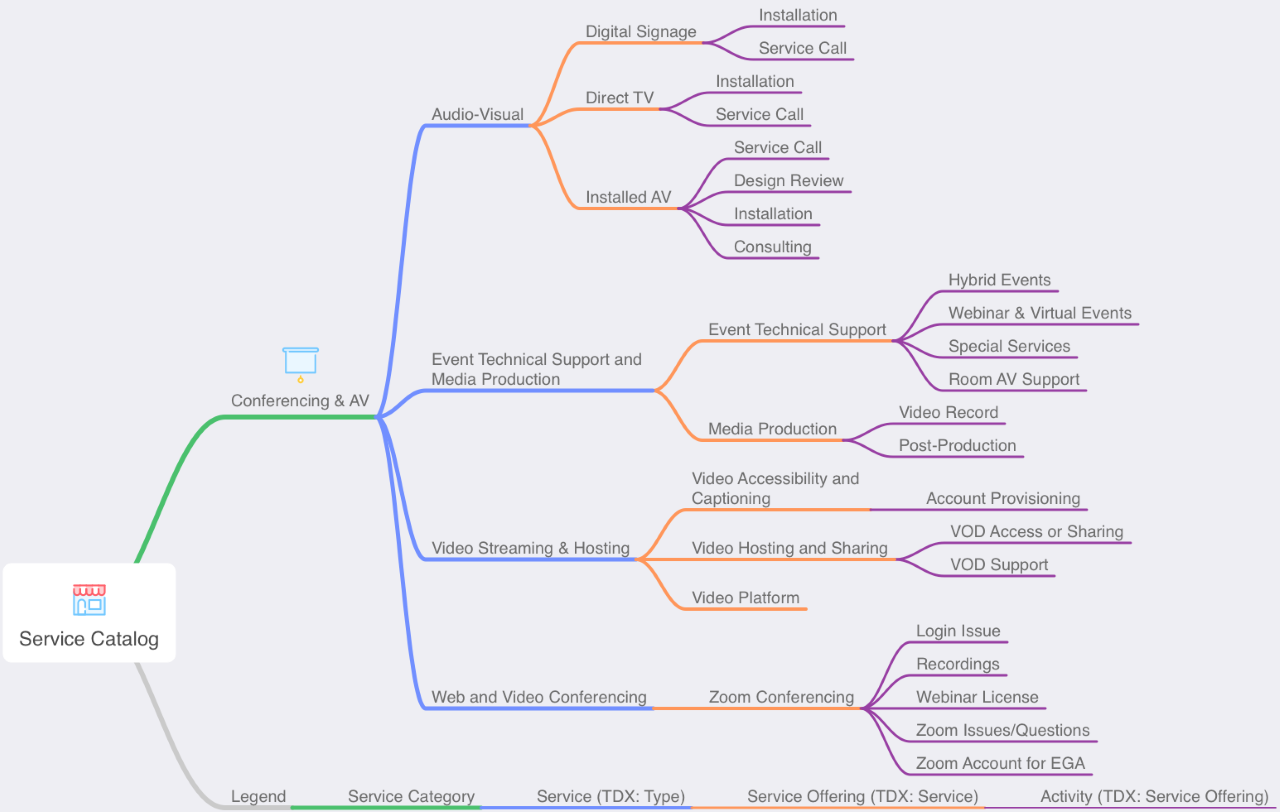 Installation
Digital Signage
Service Call
Installation
Direct TV
Service Call
Audio-Visual
Service Call
Design Review
Installed AV
Installation
Consulting
Hybrid Events
Webinar & Virtual Events
Event Technical Support
Special Services
Room AV Support
Event Technical Support and
Media Production
Conferencing & AV
Video Record
Media Production
Post-Production
Video Accessibility and
Captioning
Account Provisioning
VOD Access or Sharing
Video Streaming & Hosting
Video Hosting and Sharing
VOD Support
Video Platform
Service Catalog
Login Issue
Recordings
Web and Video Conferencing
Zoom Conferencing
Webinar License
Zoom Issues/Questions
Zoom Account for EGA
Legend
Service Category
Service (TDX: Type)
Service Offering (TDX: Service)
Activity (TDX: Service Offering)